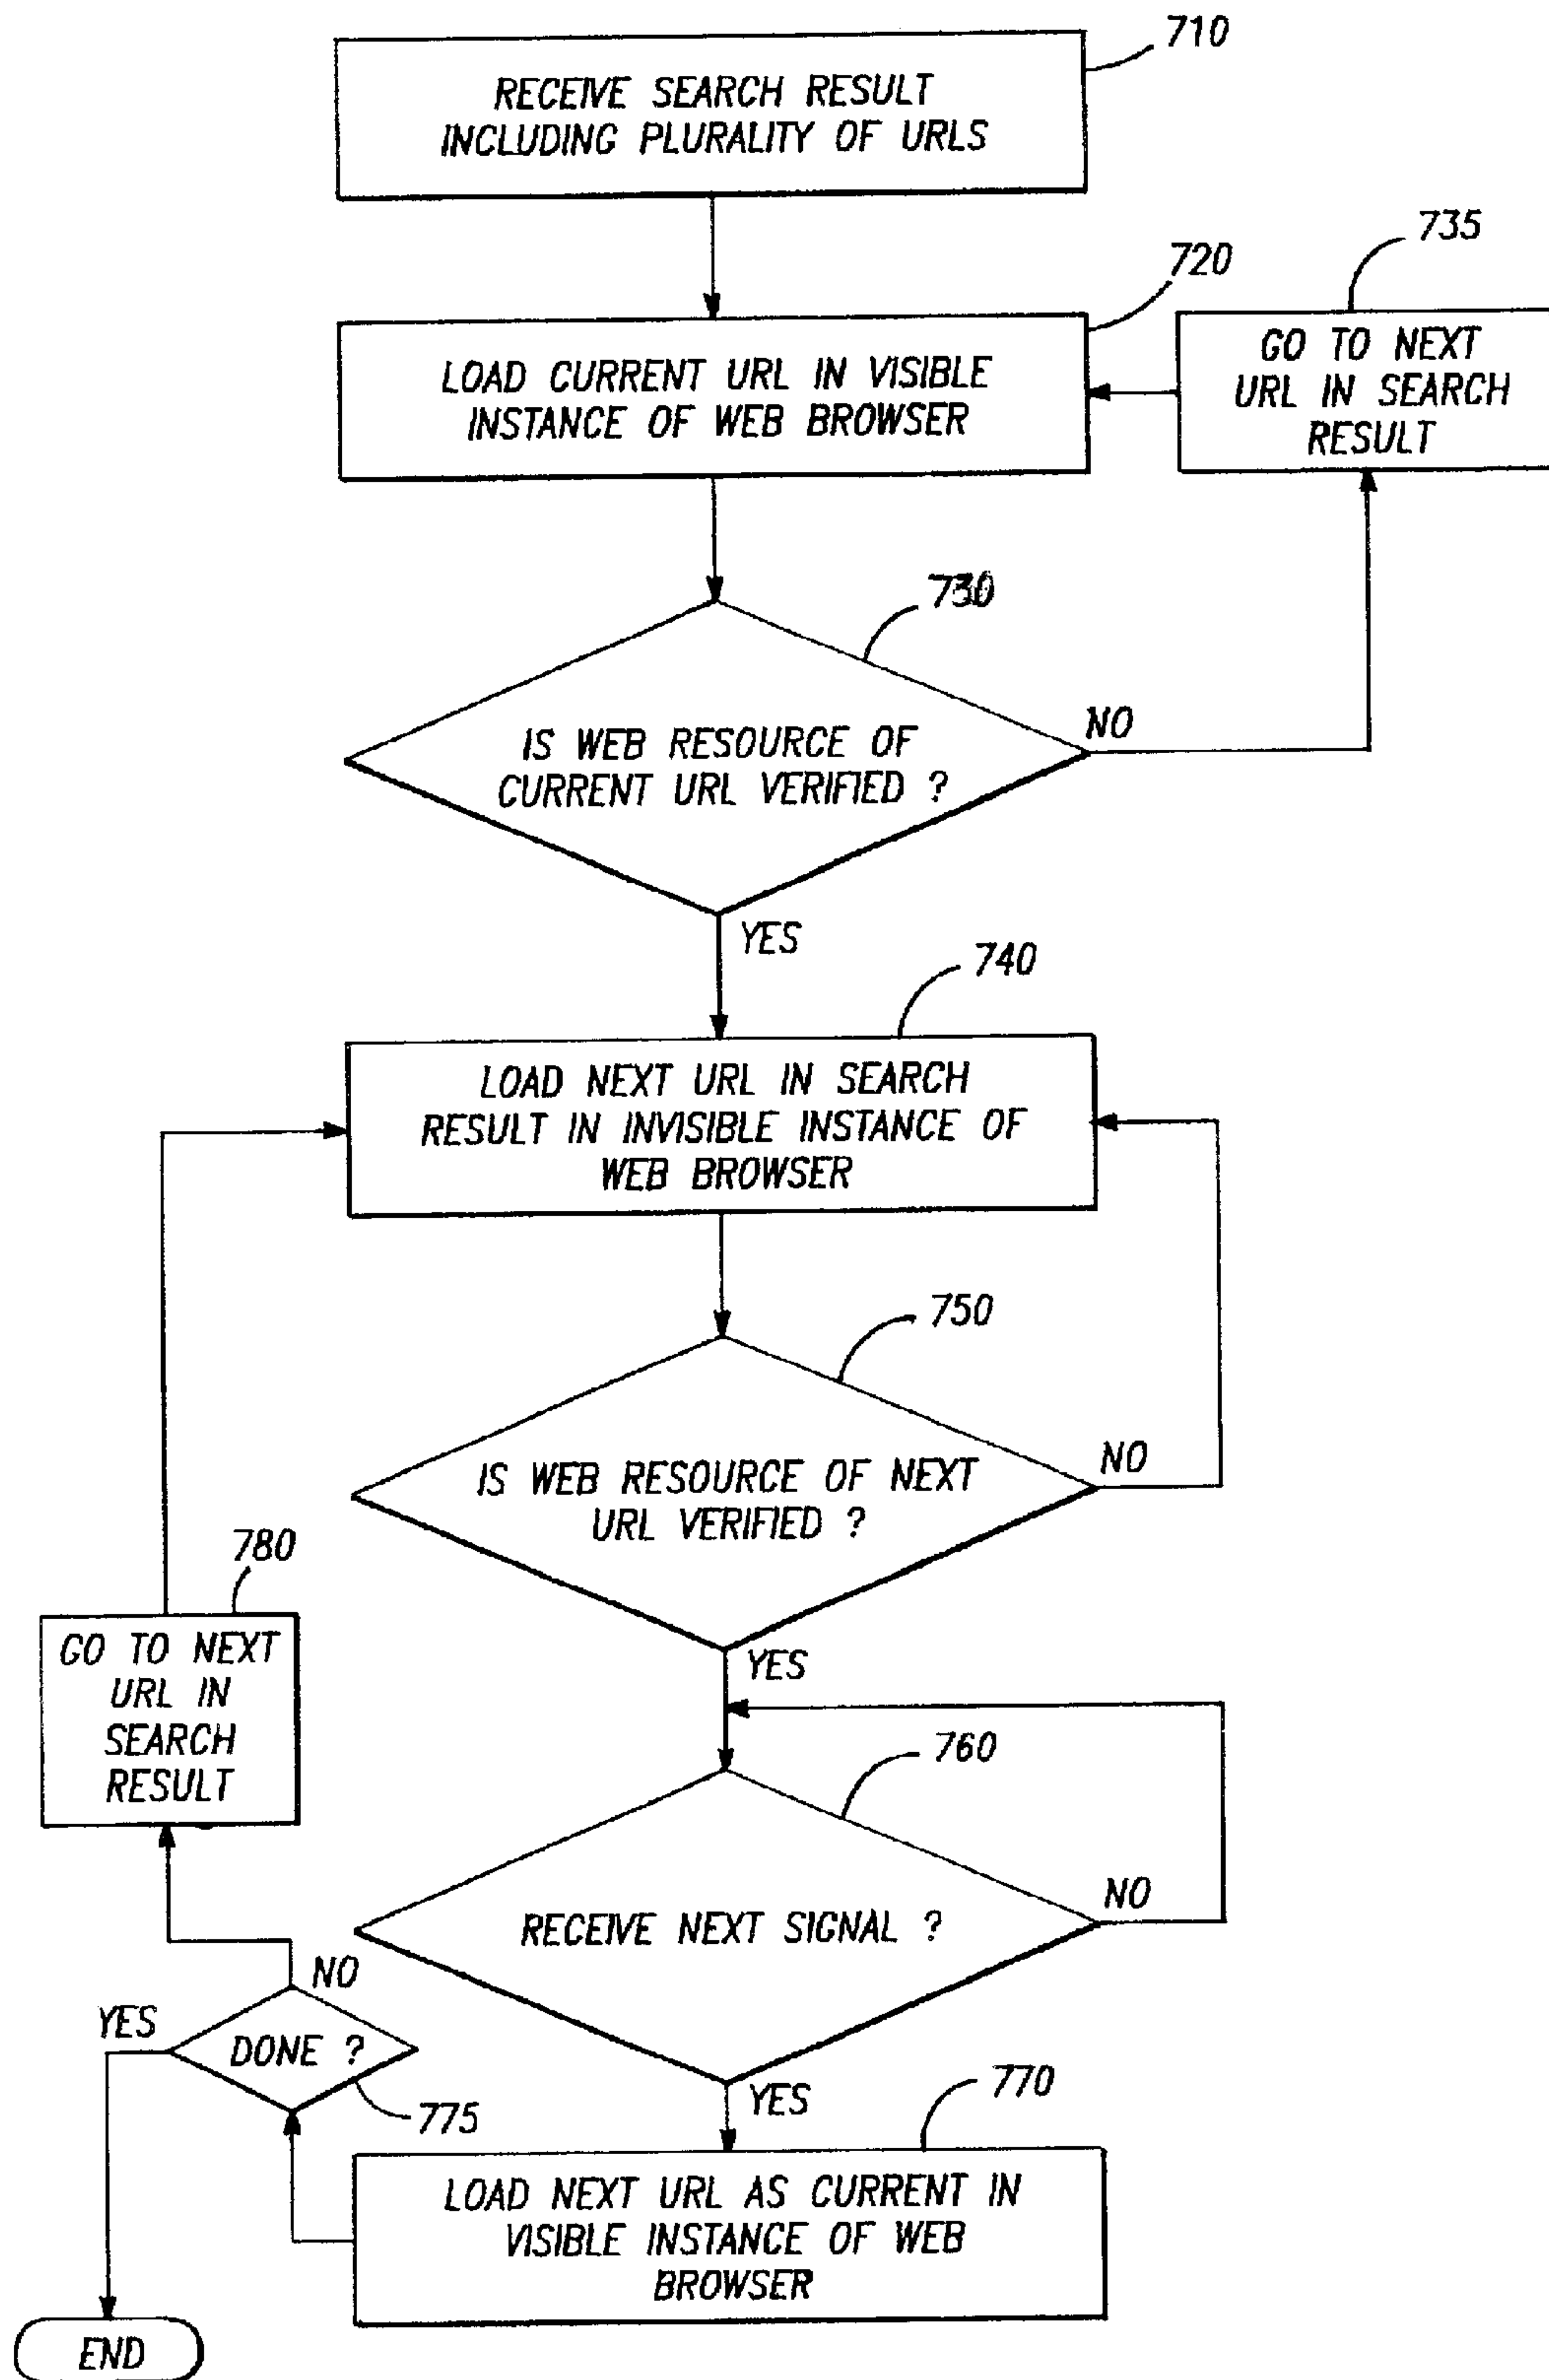 710
RECEIVE SEARCH RESULT
INCLUDING PLURALITY OF URLS
735
720
LOAD CURRENT URL IN VISIBLE
INSTANCE OF WEB BROWSER
GO TO NEXT
URL IN SEARCH
RESULT
730
IS WEB RESOURCE OF
CURRENT URL VERIFIED ?
NO
YES
740
LOAD NEXT URL IN SEARCH
RESULT IN INVISIBLE INSTANCE OF
WEB BROWSER
750
IS WEB RESOURCE OF NEXT
URL VERIFIED ?
NO
YES
780
GO TO NEXT
URL IN
SEARCH
RESULT
760
RECEIVE NEXT SIGNAL ?
NO
YES
NO
YES
DONE ?
775
770
LOAD NEXT URL AS CURRENT IN
VISIBLE INSTANCE OF WEB
BROWSER
END